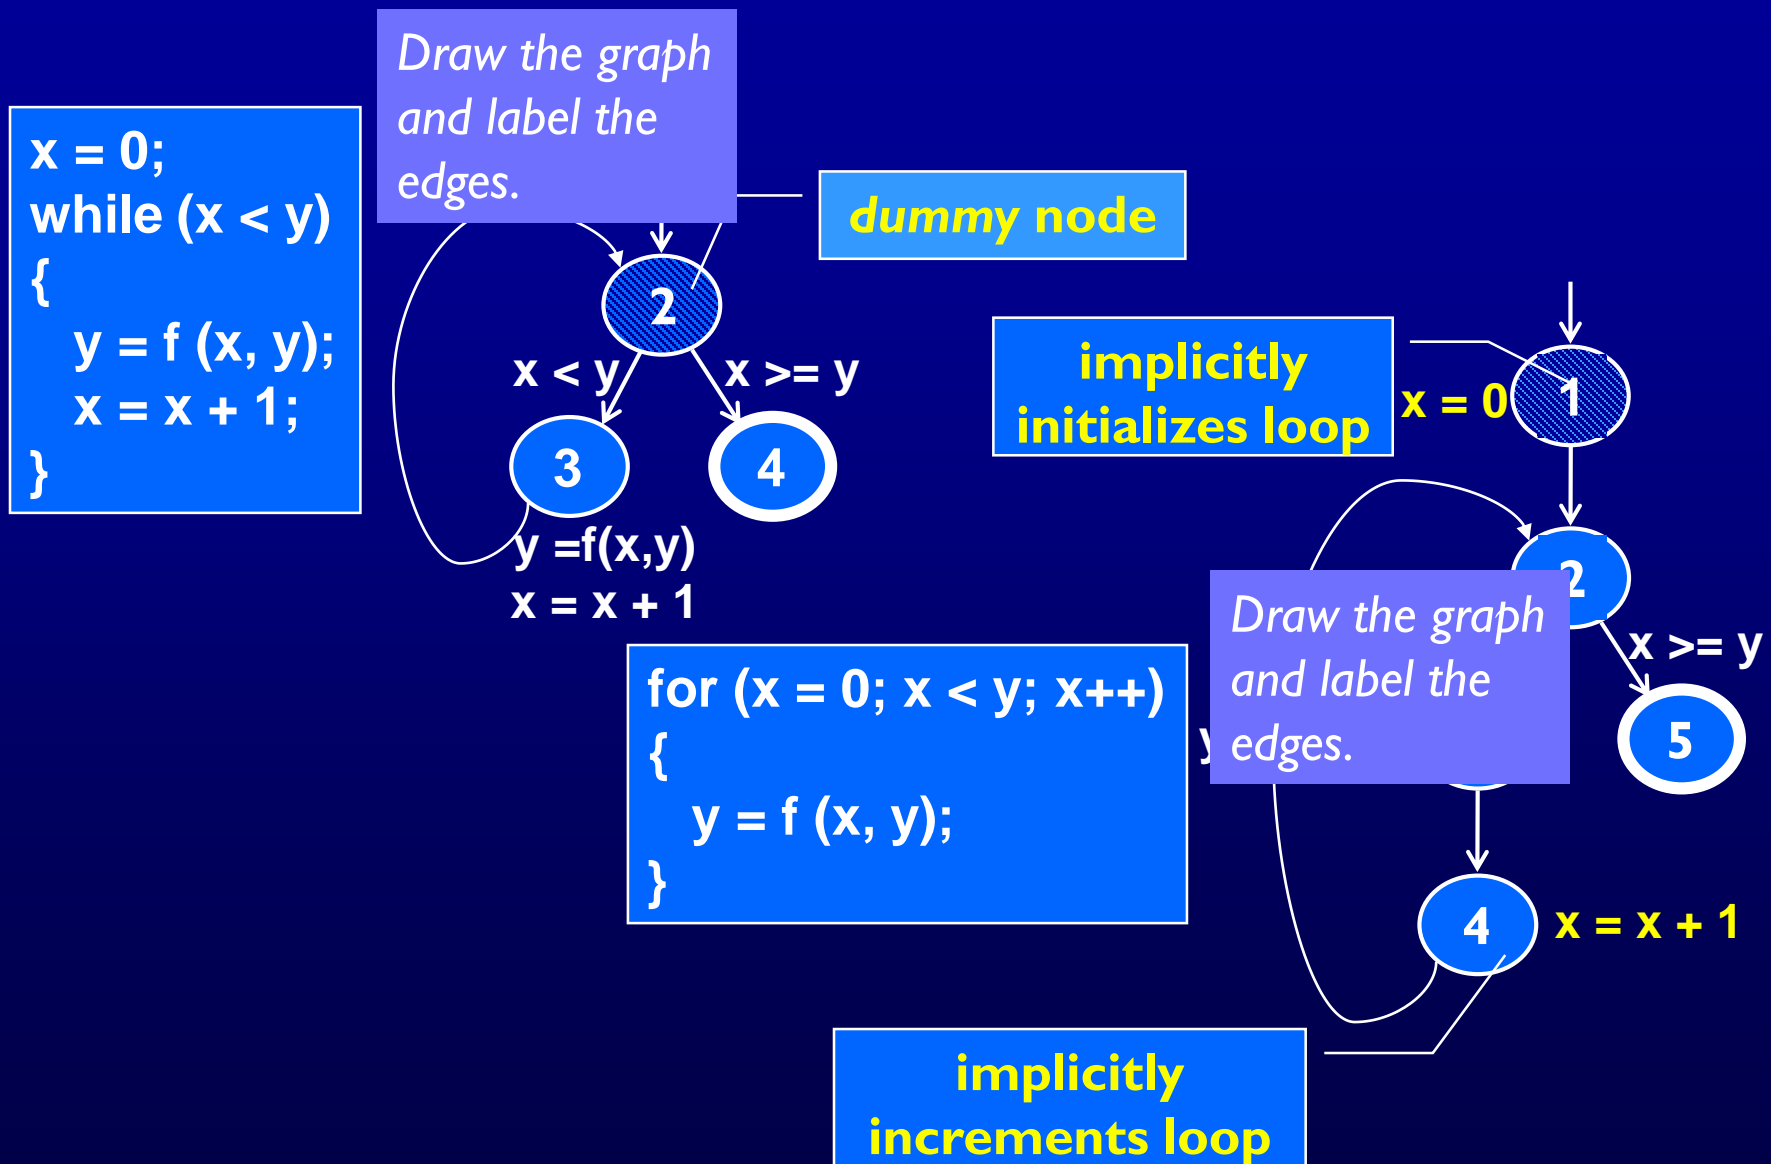 Draw the graph
and label the
edges.
x = 0;
while (x < y)
{
y = f (x, y);
x = x + 1;
}
dummy node
2
x < y
x >= y
3
4
y =f(x,y)
x = x + 1
implicitly
initializes loop
x = 0
1
2
x >= y
Draw the graph
and label the
edges.
5
for (x = 0; x < y; x++)
{
y = f (x, y);
}
4
x = x + 1
implicitly
increments loop